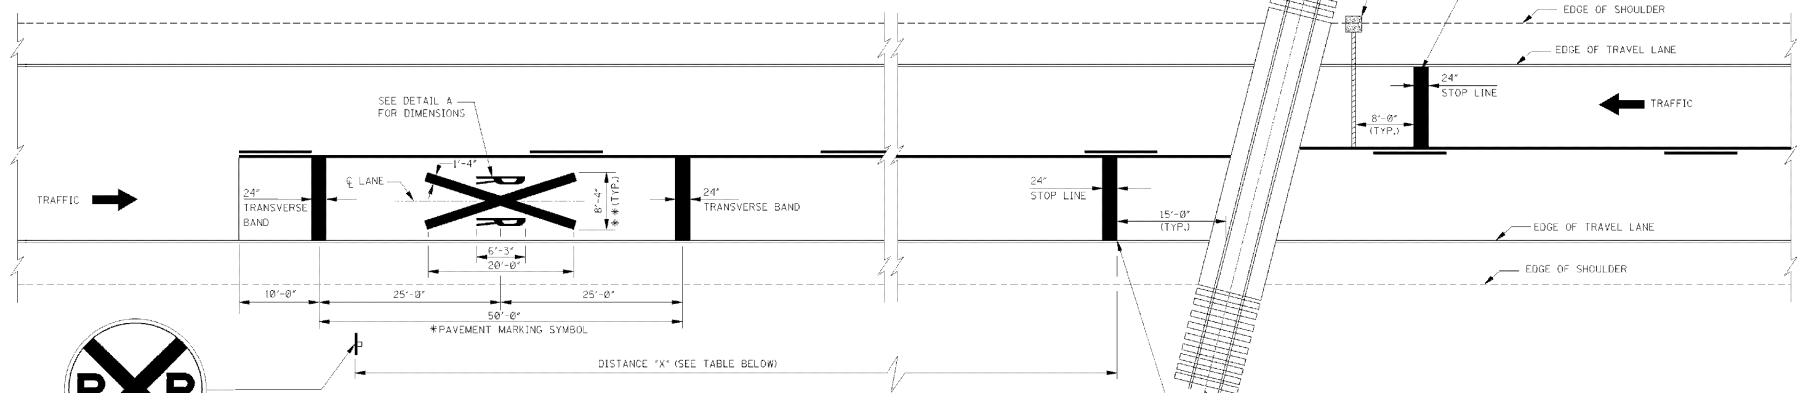 EDGE OF SHOULDER
EDGE OF TRAVEL LANE
24"
STOP LINE
TRAFFIC
8'-0"
(TYP.)
SEE DETAIL A
FOR DIMENSIONS
1'-4"
℄ LANE
TRAFFIC
24"
TRANSVERSE
BAND
8'-4"
**(TYP.)
24"
TRANSVERSE BAND
24"
STOP LINE
15'-0"
(TYP.)
6'-3"
20'-0"
EDGE OF TRAVEL LANE
EDGE OF SHOULDER
10'-0"
25'-0"
25'-0"
50'-0"
*PAVEMENT MARKING SYMBOL
DISTANCE "X" (SEE TABLE BELOW)
R R
R
R